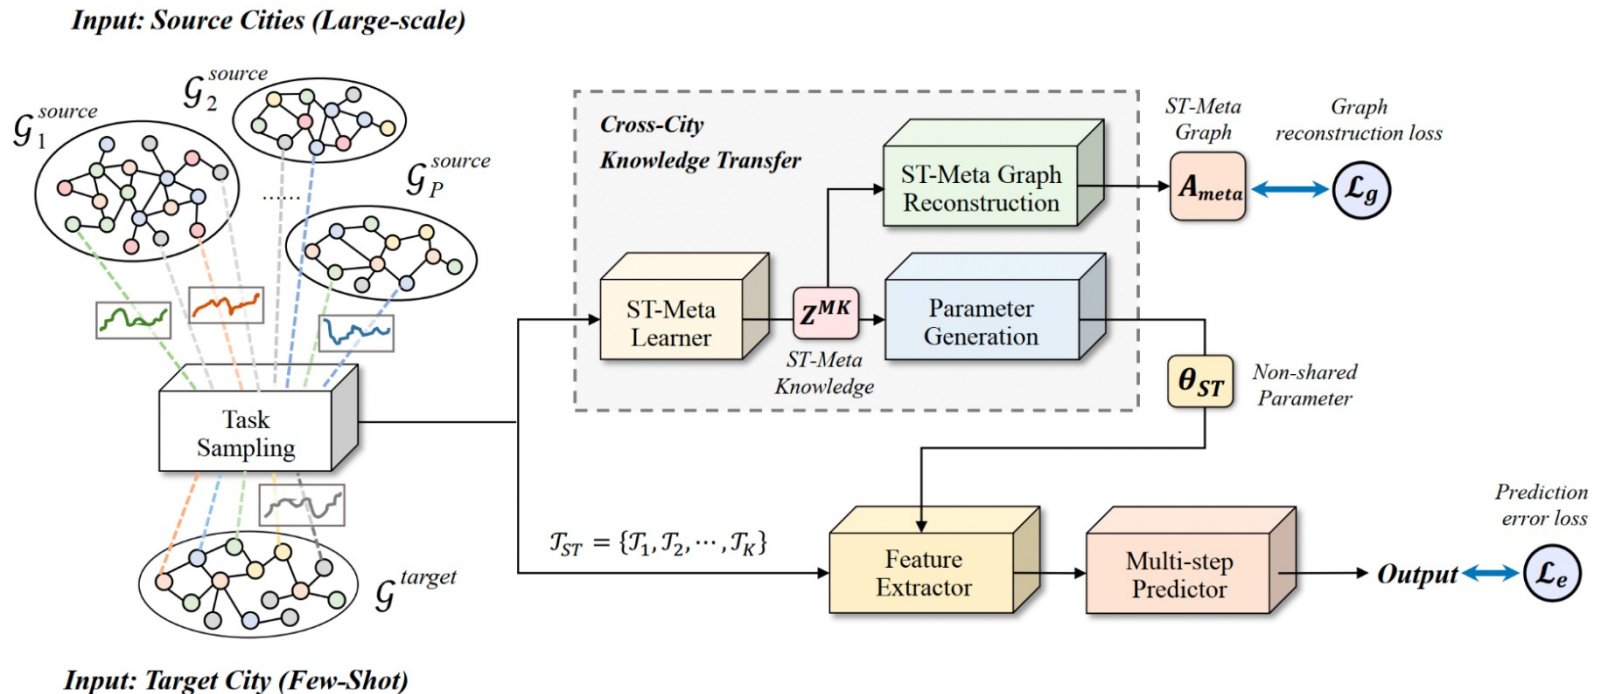 Input: Source Cities (Large-scale)
𝒢₁^source
𝒢₂^source
𝒢_P^source
......
Task
Sampling
𝒢^target
Input: Target City (Few-Shot)
Cross-City
Knowledge Transfer
ST-Meta
Learner
Z^MK
ST-Meta
Knowledge
ST-Meta Graph
Reconstruction
Parameter
Generation
ST-Meta
Graph
A_meta
Graph
reconstruction loss
ℒ_g
θ_ST
Non-shared
Parameter
𝒯_ST = {𝒯₁, 𝒯₂, ⋯, 𝒯_K}
Feature
Extractor
Multi-step
Predictor
Output
Prediction
error loss
ℒ_e